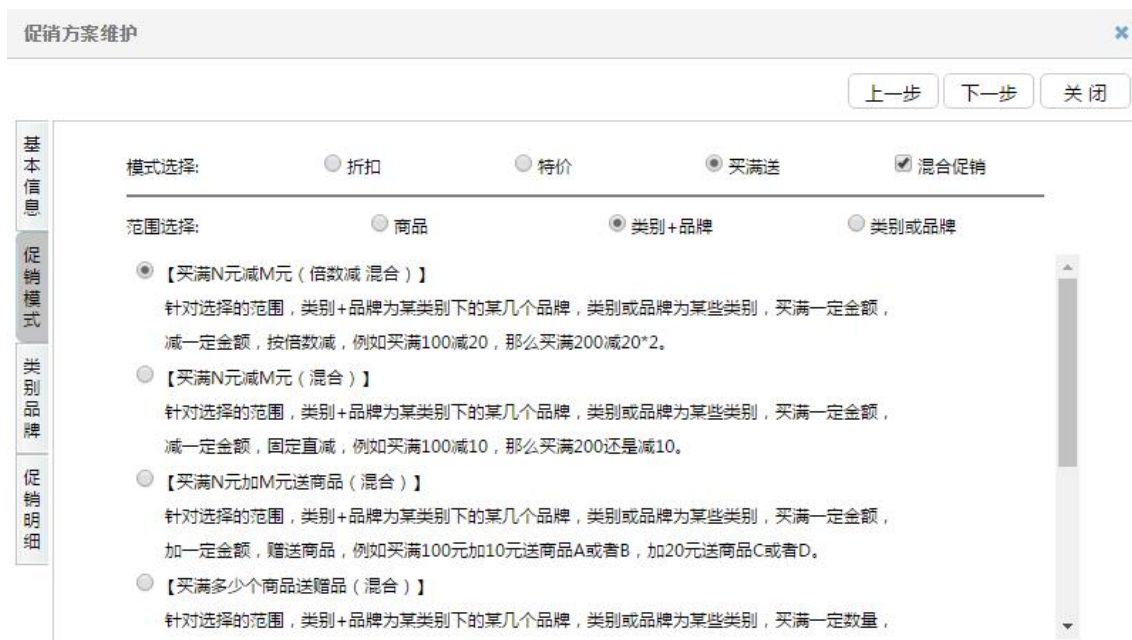 促销方案维护
上一步 下一步 关 闭
基本信息
促销模式
类别品牌
促销明细
模式选择: 折扣 特价 买满送 混合促销
范围选择: 商品 类别+品牌 类别或品牌
【买满N元减M元（倍数减 混合）】
针对选择的范围，类别+品牌为某类别下的某几个品牌，类别或品牌为某些类别，买满一定金额，
减一定金额，按倍数减，例如买满100减20，那么买满200减20*2。
【买满N元减M元（混合）】
针对选择的范围，类别+品牌为某类别下的某几个品牌，类别或品牌为某些类别，买满一定金额，
减一定金额，固定直减，例如买满100减10，那么买满200还是减10。
【买满N元加M元送商品（混合）】
针对选择的范围，类别+品牌为某类别下的某几个品牌，类别或品牌为某些类别，买满一定金额，
加一定金额，赠送商品，例如买满100元加10元送商品A或者B，加20元送商品C或者D。
【买满多少个商品送赠品（混合）】
针对选择的范围，类别+品牌为某类别下的某几个品牌，类别或品牌为某些类别，买满一定数量，